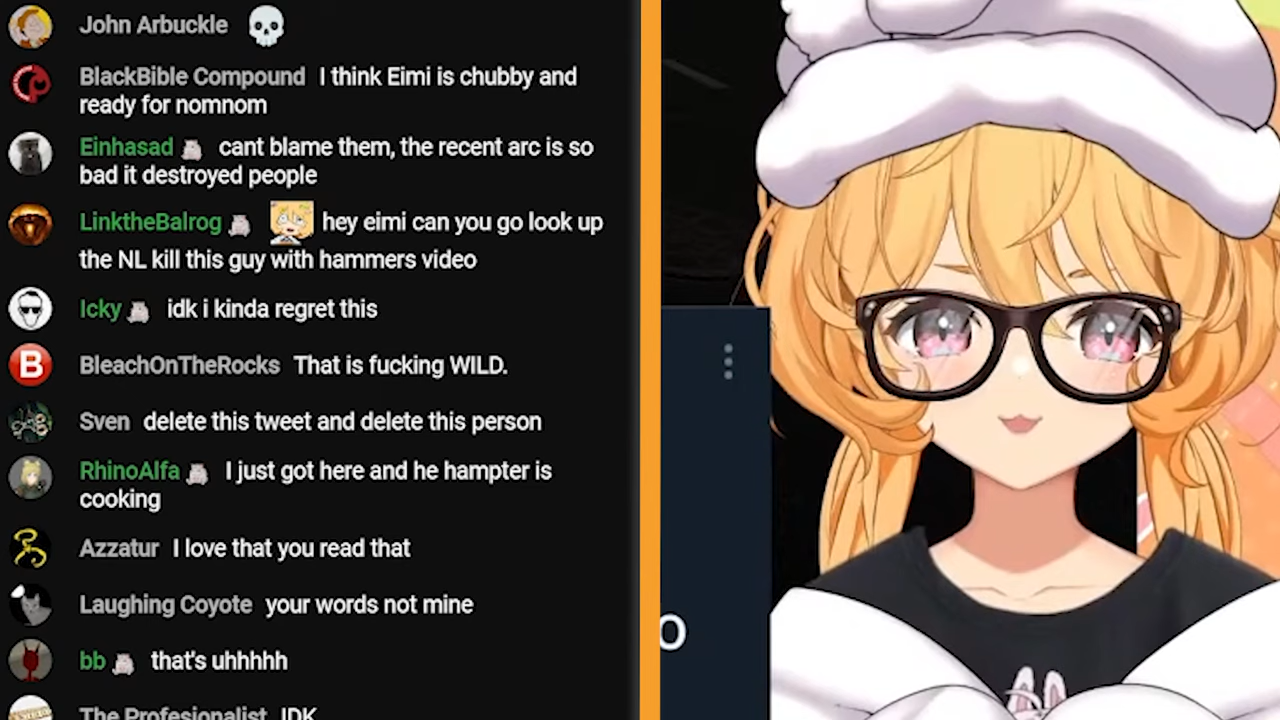 John Arbuckle 💀
BlackBible Compound I think Eimi is chubby and
ready for nomnom
Einhasad cant blame them, the recent arc is so
bad it destroyed people
LinktheBalrog hey eimi can you go look up
the NL kill this guy with hammers video
Icky idk i kinda regret this
B
BleachOnTheRocks That is fucking WILD.
Sven delete this tweet and delete this person
RhinoAlfa I just got here and he hampter is
cooking
Azzatur I love that you read that
Laughing Coyote your words not mine
bb that's uhhhhh
o
The Profesionalist IDK